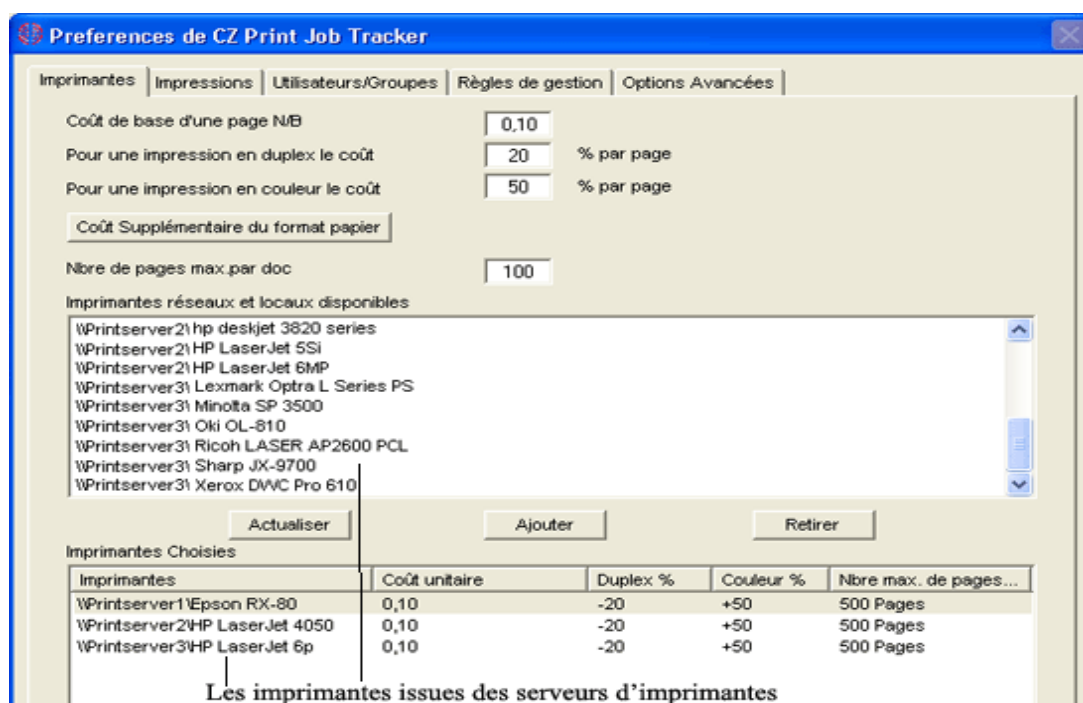 Preferences de CZ Print Job Tracker
Imprimantes Impressions Utilisateurs/Groupes Règles de gestion Options Avancées
Coût de base d'une page N/B 0,10
Pour une impression en duplex le coût 20 % par page
Pour une impression en couleur le coût 50 % par page
Coût Supplémentaire du format papier
Nbre de pages max.par doc 100
Imprimantes réseaux et locaux disponibles
\\Printserver2\hp deskjet 3820 series
\\Printserver2\HP LaserJet 5Si
\\Printserver2\HP LaserJet 6MP
\\Printserver3\ Lexmark Optra L Series PS
\\Printserver3\ Minolta SP 3500
\\Printserver3\ Oki OL-810
\\Printserver3\ Ricoh LASER AP2600 PCL
\\Printserver3\ Sharp JX-9700
\\Printserver3\ Xerox DWC Pro 610
Actualiser Ajouter Retirer
Imprimantes Choisies
Imprimantes Coût unitaire Duplex % Couleur % Nbre max. de pages...
\\Printserver1\Epson RX-80 0,10 -20 +50 500 Pages
\\Printserver2\HP LaserJet 4050 0,10 -20 +50 500 Pages
\\Printserver3\HP LaserJet 6p 0,10 -20 +50 500 Pages
Les imprimantes issues des serveurs d'imprimantes